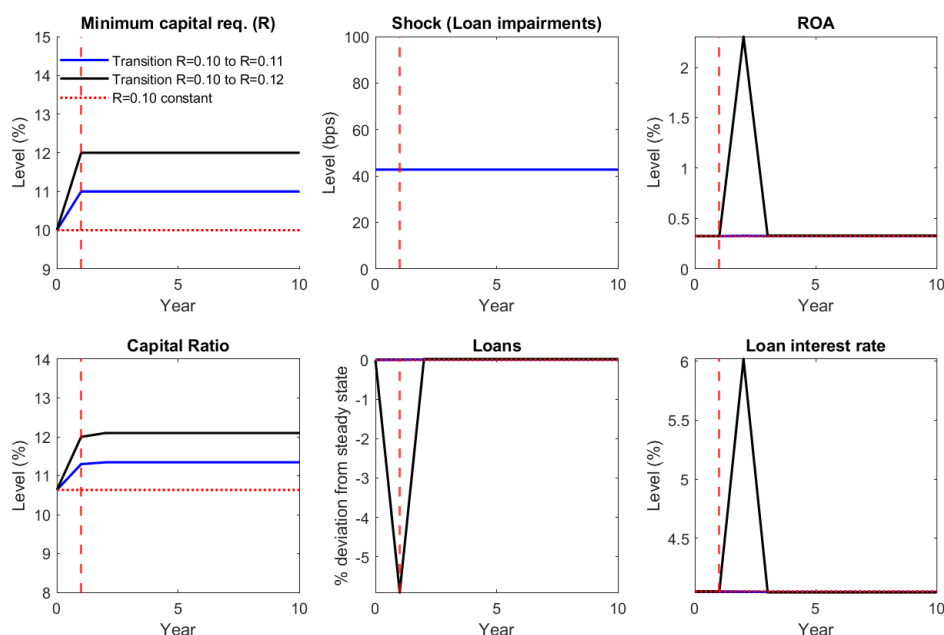 Minimum capital req. (R)
Level (%)
15
14
13
12
11
10
9
Transition R=0.10 to R=0.11
Transition R=0.10 to R=0.12
R=0.10 constant
0 5 10
Year
Shock (Loan impairments)
Level (bps)
100
80
60
40
20
0
0 5 10
Year
ROA
Level (%)
2
1.5
1
0.5
0
0 5 10
Year
Capital Ratio
Level (%)
14
13
12
11
10
9
8
0 5 10
Year
Loans
% deviation from steady state
0
-1
-2
-3
-4
-5
0 5 10
Year
Loan interest rate
Level (%)
6
5.5
5
4.5
0 5 10
Year